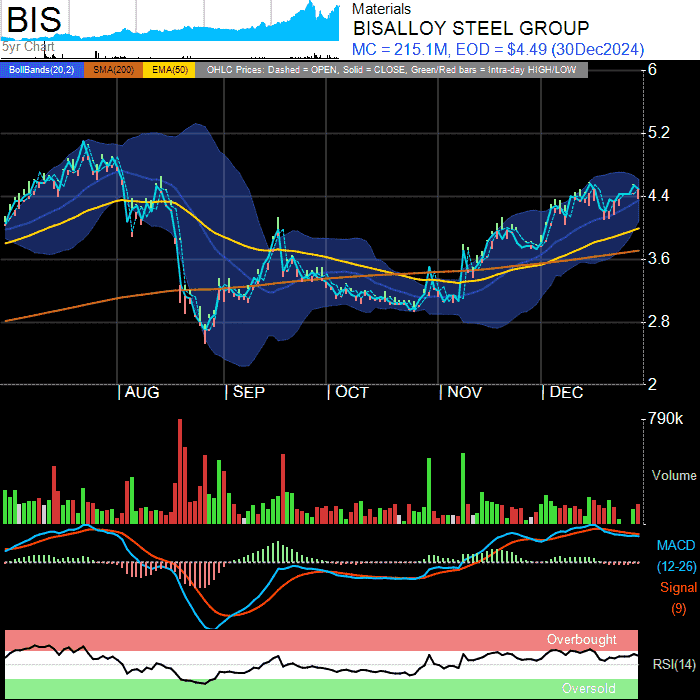 BIS
5yr Chart
Materials
BISALLOY STEEL GROUP
MC = 215.1M, EOD = $4.49 (30Dec2024)
BollBands(20,2) SMA(200) EMA(50) OHLC Prices: Dashed = OPEN, Solid = CLOSE, Green/Red bars = Intra-day HIGH/LOW
6
5.2
4.4
3.6
2.8
2
AUG SEP OCT NOV DEC
790k
Volume
MACD
(12-26)
Signal
(9)
Overbought
RSI(14)
Oversold